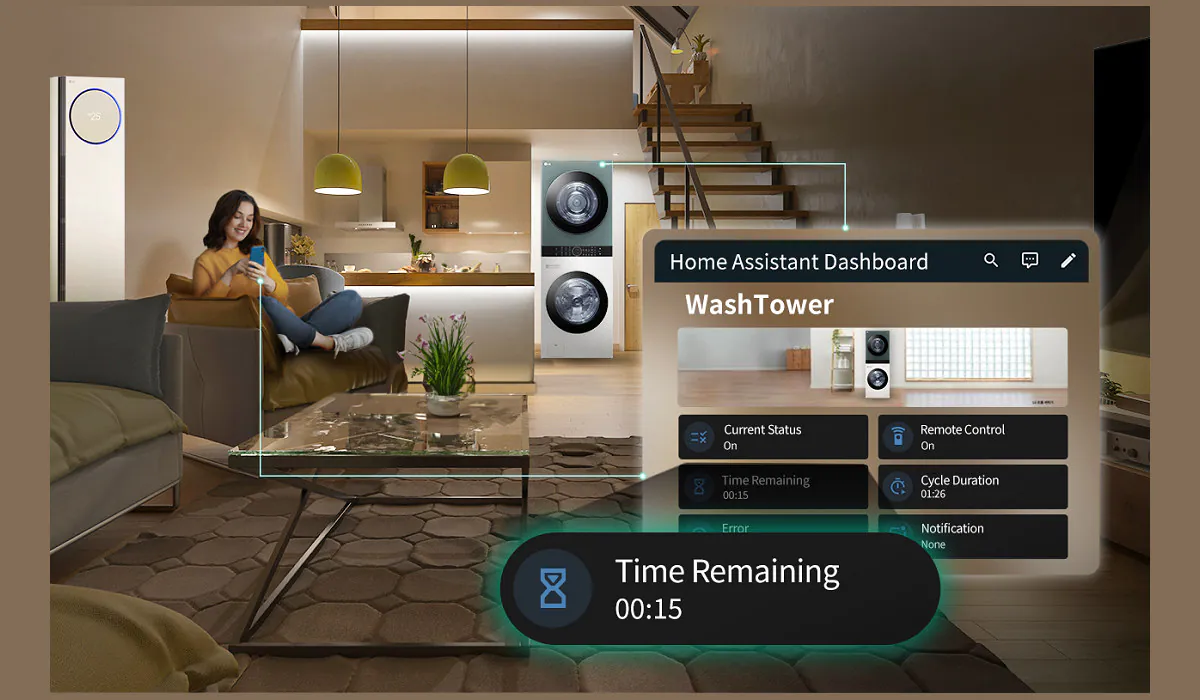 Home Assistant Dashboard
WashTower
Current Status
On
Remote Control
On
Time Remaining
00:15
Cycle Duration
01:26
Error
Notification
None
Time Remaining
00:15